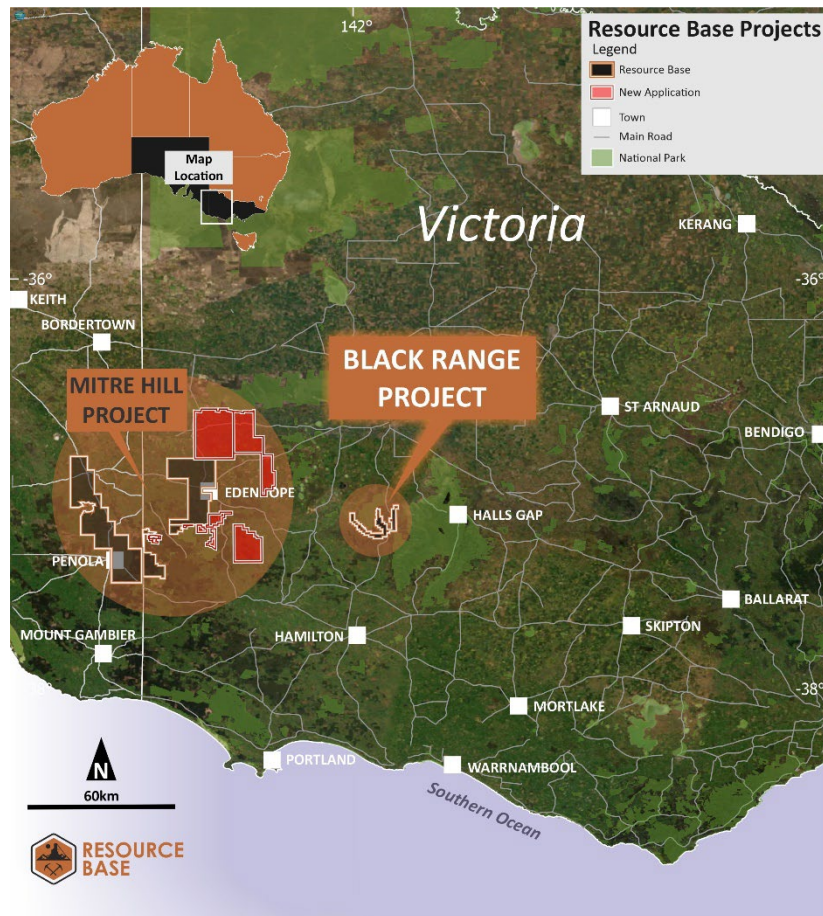 142°
Resource Base Projects
Legend
Resource Base
New Application
Town
Main Road
National Park
Map
Location
Victoria
KERANG
-36°
-36°
KEITH
BORDERTOWN
MITRE HILL
PROJECT
BLACK RANGE
PROJECT
ST ARNAUD
BENDIGO
EDENHOPE
HALLS GAP
PENOLA
BALLARAT
MOUNT GAMBIER
HAMILTON
SKIPTON
-38°
MORTLAKE
N
60km
PORTLAND
WARRNAMBOOL
Southern Ocean
RESOURCE
BASE